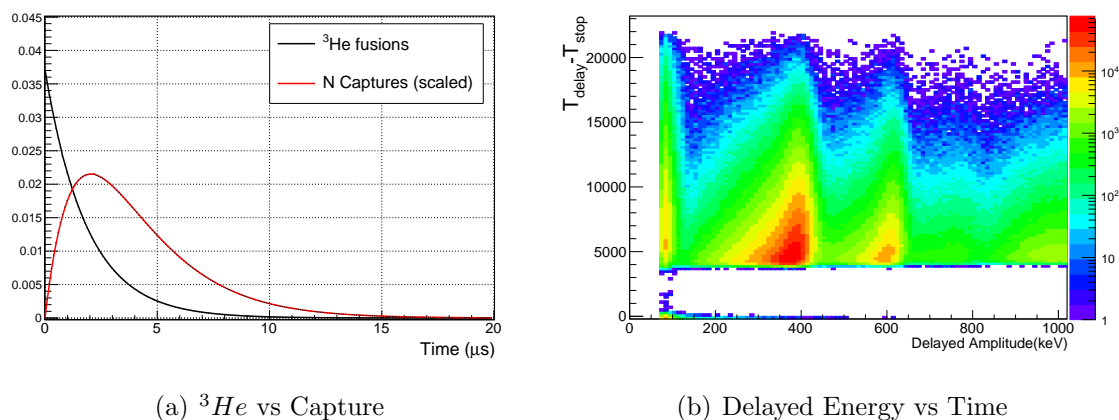 0.045
0.04
0.035
0.03
0.025
0.02
0.015
0.01
0.005
0
³He fusions
N Captures (scaled)
0 5 10 15 20
Time (μs)
(a) ³He vs Capture
T_delay-T_stop
20000
15000
10000
5000
0
0 200 400 600 800 1000
Delayed Amplitude(keV)
10⁴
10³
10²
10
1
(b) Delayed Energy vs Time